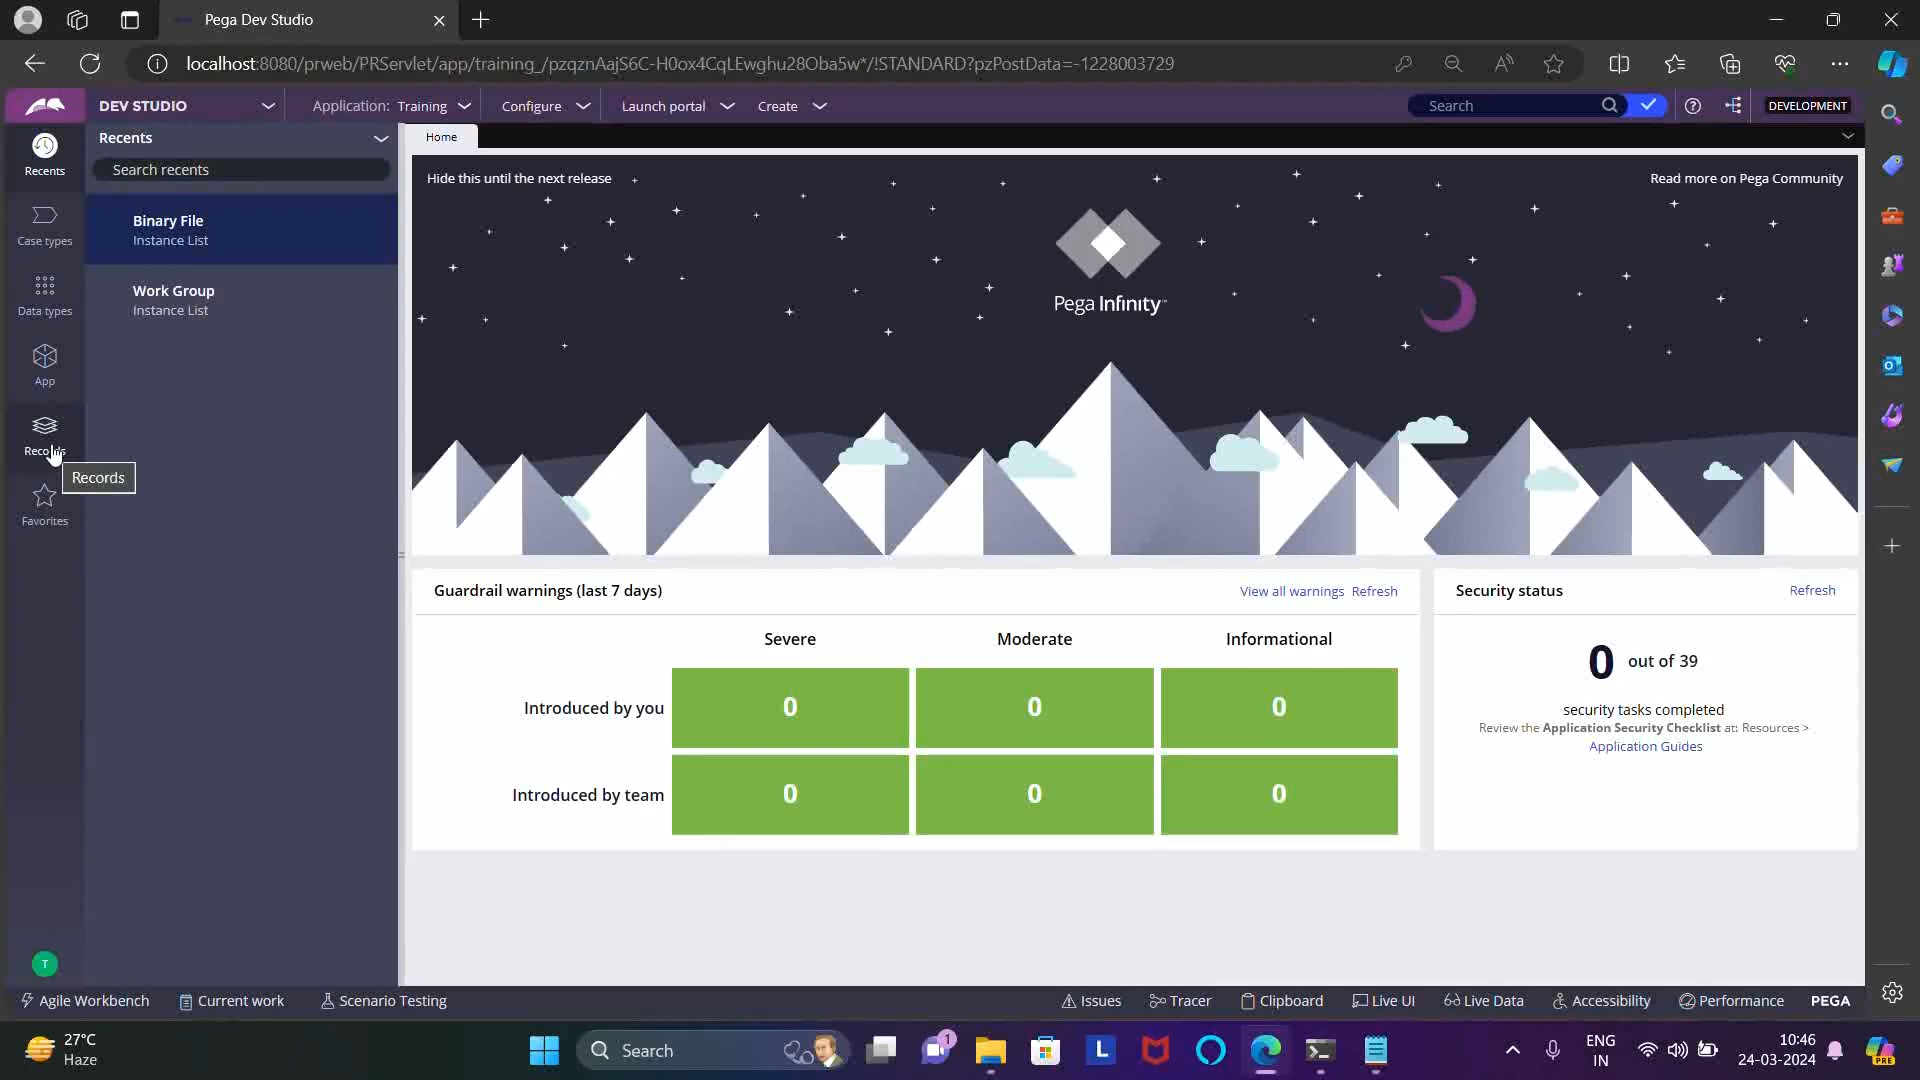 Pega Dev Studio
localhost:8080/prweb/PRServlet/app/training_/pzqznAajS6C-H0ox4CqLEwghu28Oba5w*/!STANDARD?pzPostData=-1228003729
DEV STUDIO
Application: Training
Configure
Launch portal
Create
Search
DEVELOPMENT
Recents
Case types
Data types
App
Records
Records
Favorites
T
Recents
Search recents
Binary File
Instance List
Work Group
Instance List
Home
Hide this until the next release
Read more on Pega Community
Pega Infinity™
Guardrail warnings (last 7 days)
View all warnings Refresh
Severe Moderate Informational
Introduced by you 0 0 0
Introduced by team 0 0 0
Security status
Refresh
0 out of 39
security tasks completed
Review the Application Security Checklist at: Resources >
Application Guides
Agile Workbench
Current work
Scenario Testing
Issues
Tracer
Clipboard
Live UI
Live Data
Accessibility
Performance
PEGA
27°C
Haze
Search
1
L
ENG
IN
10:46
24-03-2024
PRE